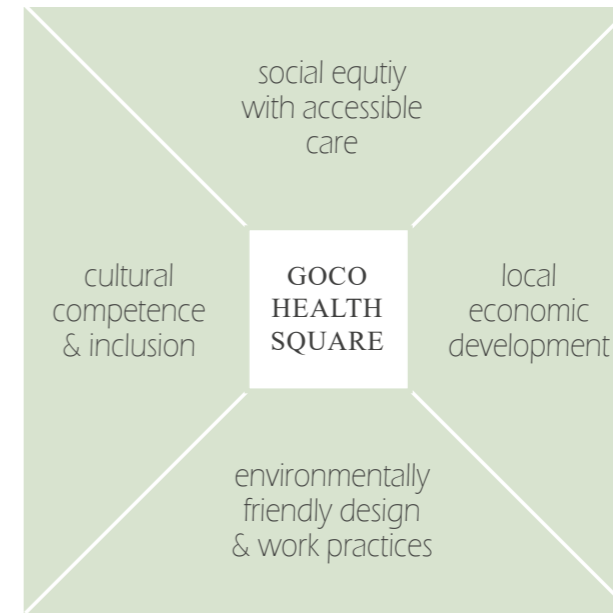 social equtiy
with accessible
care
cultural
competence
& inclusion
GOCO
HEALTH
SQUARE
local
economic
development
environmentally
friendly design
& work practices